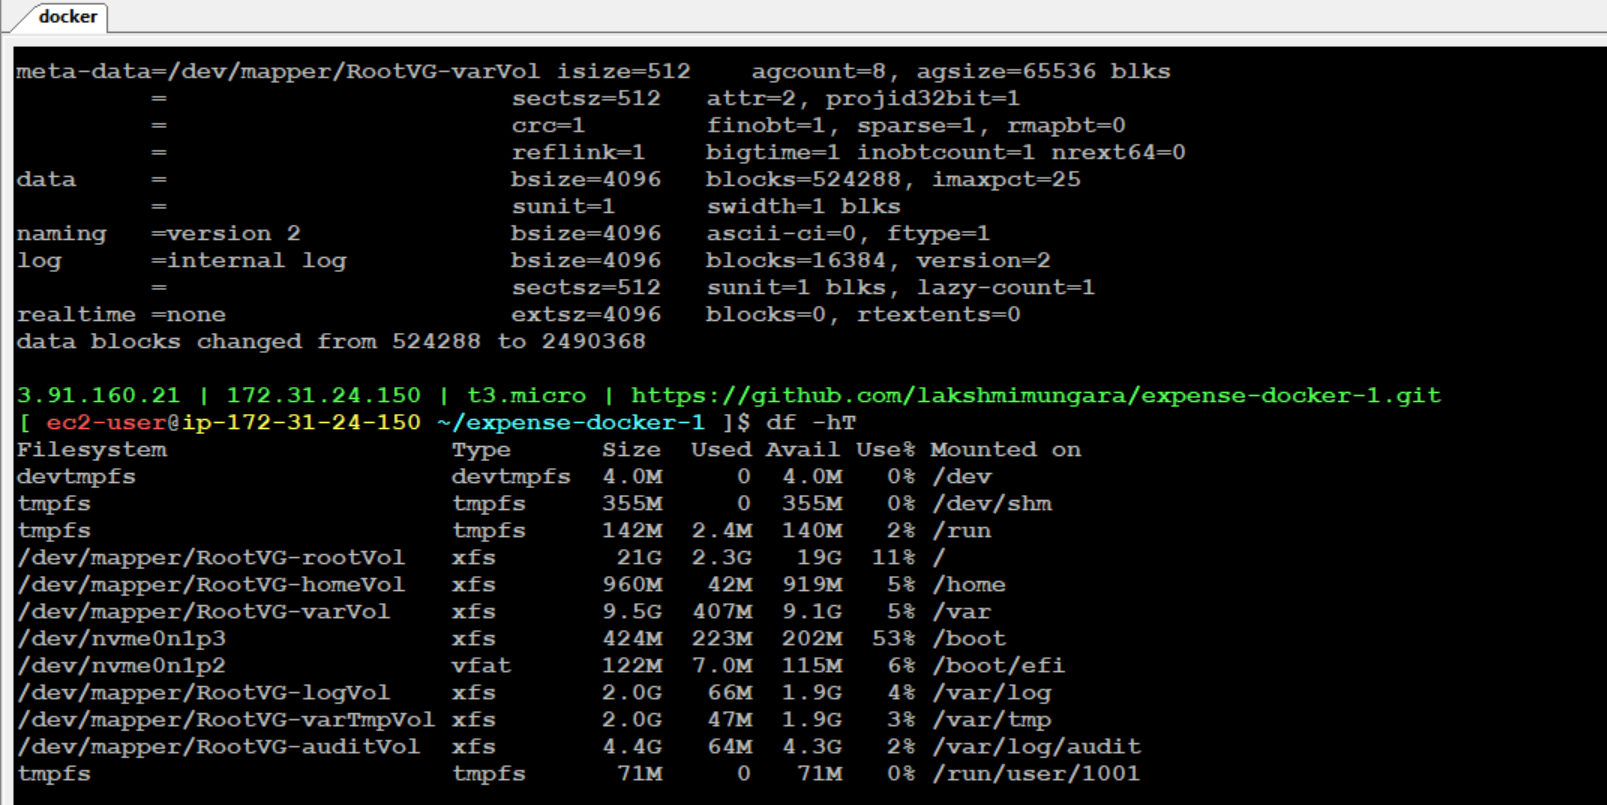 docker
meta-data=/dev/mapper/RootVG-varVol isize=512    agcount=8, agsize=65536 blks
         =                       sectsz=512   attr=2, projid32bit=1
         =                       crc=1        finobt=1, sparse=1, rmapbt=0
         =                       reflink=1    bigtime=1 inobtcount=1 nrext64=0
data     =                       bsize=4096   blocks=524288, imaxpct=25
         =                       sunit=1      swidth=1 blks
naming   =version 2              bsize=4096   ascii-ci=0, ftype=1
log      =internal log           bsize=4096   blocks=16384, version=2
         =                       sectsz=512   sunit=1 blks, lazy-count=1
realtime =none                   extsz=4096   blocks=0, rtextents=0
data blocks changed from 524288 to 2490368
3.91.160.21 | 172.31.24.150 | t3.micro | https://github.com/lakshmimungara/expense-docker-1.git
[ ec2-user@ip-172-31-24-150 ~/expense-docker-1 ]$ df -hT
Filesystem                   Type      Size  Used Avail Use% Mounted on
devtmpfs                     devtmpfs  4.0M     0  4.0M   0% /dev
tmpfs                        tmpfs     355M     0  355M   0% /dev/shm
tmpfs                        tmpfs     142M  2.4M  140M   2% /run
/dev/mapper/RootVG-rootVol   xfs        21G  2.3G   19G  11% /
/dev/mapper/RootVG-homeVol   xfs       960M   42M  919M   5% /home
/dev/mapper/RootVG-varVol    xfs       9.5G  407M  9.1G   5% /var
/dev/nvme0n1p3               xfs       424M  223M  202M  53% /boot
/dev/nvme0n1p2               vfat      122M  7.0M  115M   6% /boot/efi
/dev/mapper/RootVG-logVol    xfs       2.0G   66M  1.9G   4% /var/log
/dev/mapper/RootVG-varTmpVol xfs       2.0G   47M  1.9G   3% /var/tmp
/dev/mapper/RootVG-auditVol  xfs       4.4G   64M  4.3G   2% /var/log/audit
tmpfs                        tmpfs      71M     0   71M   0% /run/user/1001